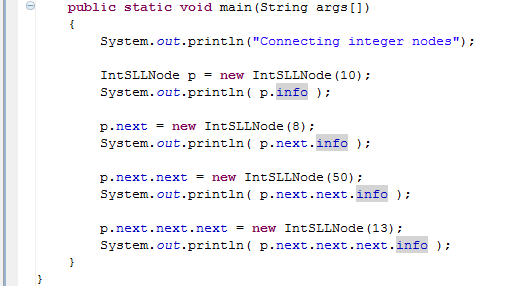 public static void main(String args[])
{
System.out.println("Connecting integer nodes");
IntSLLNode p = new IntSLLNode(10);
System.out.println( p.info );
p.next = new IntSLLNode(8);
System.out.println( p.next.info );
p.next.next = new IntSLLNode(50);
System.out.println( p.next.next.info );
p.next.next.next = new IntSLLNode(13);
System.out.println( p.next.next.next.info );
}
}